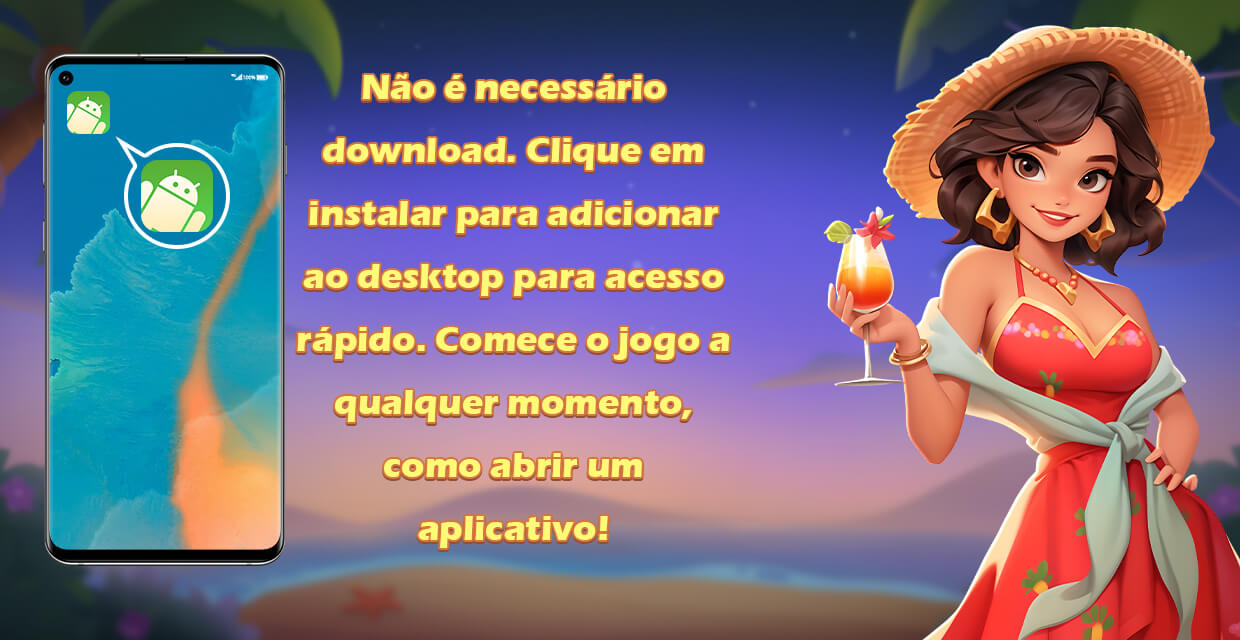 100%
Não é necessário
download. Clique em
instalar para adicionar
ao desktop para acesso
rápido. Comece o jogo a
qualquer momento,
como abrir um
aplicativo!